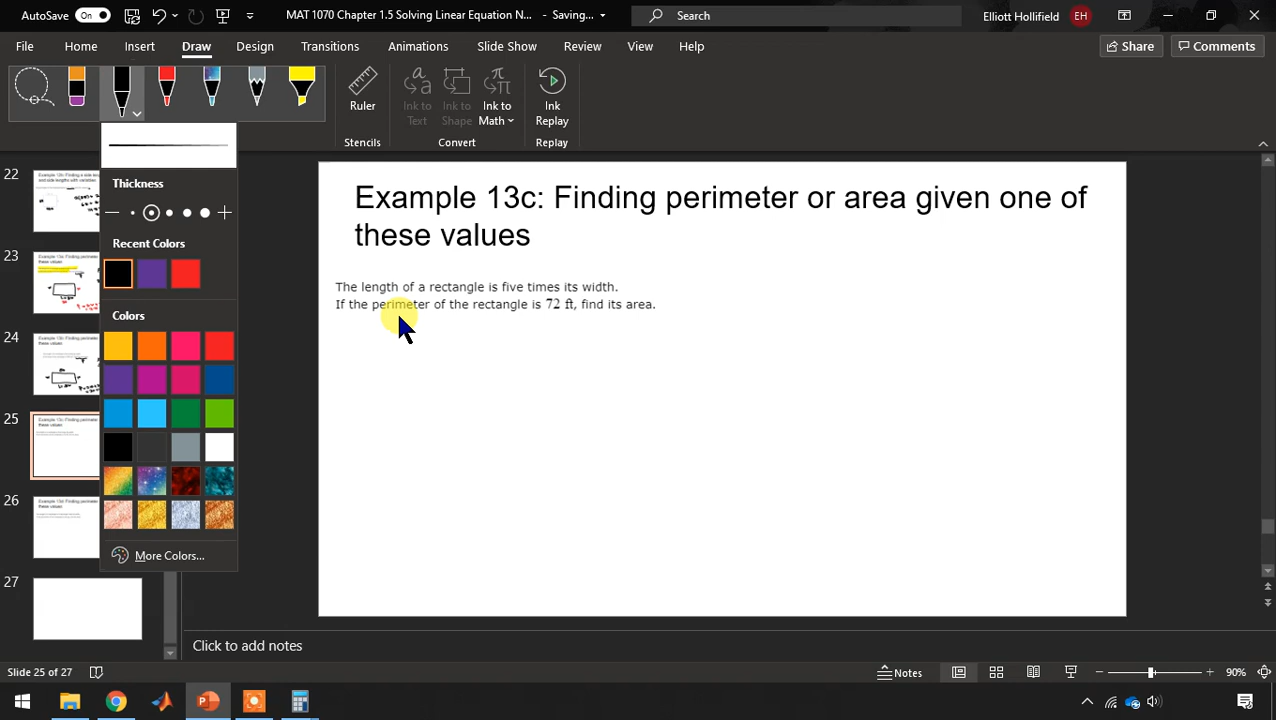 AutoSave On MAT 1070 Chapter 1.5 Solving Linear Equation N... - Saving... Search Elliott Hollifield EH
File Home Insert Draw Design Transitions Animations Slide Show Review View Help Share Comments
Ruler Ink to Text Ink to Shape Ink to Math Ink Replay
Stencils Convert Replay
Thickness
Recent Colors
Colors
More Colors...
22
23
24
25
26
27
Example 13c: Finding perimeter or area given one of
these values
The length of a rectangle is five times its width.
If the perimeter of the rectangle is 72 ft, find its area.
Click to add notes
Slide 25 of 27 Notes 90%